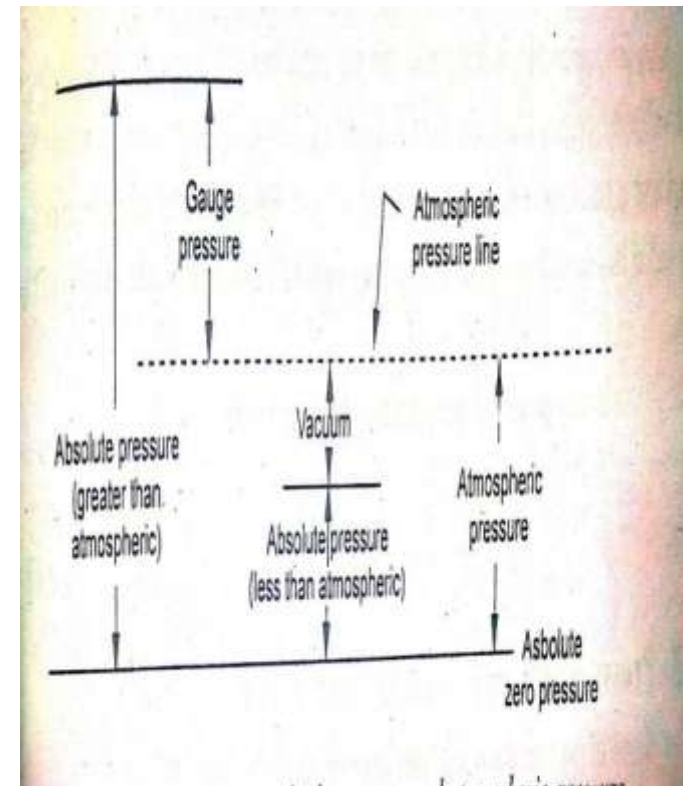 Gauge
pressure
Atmospheric
pressure line
Vacuum
Absolute pressure
(greater than.
atmospheric)
Absolute pressure
(less than atmospheric)
Atmospheric
pressure
Asbolute
zero pressure